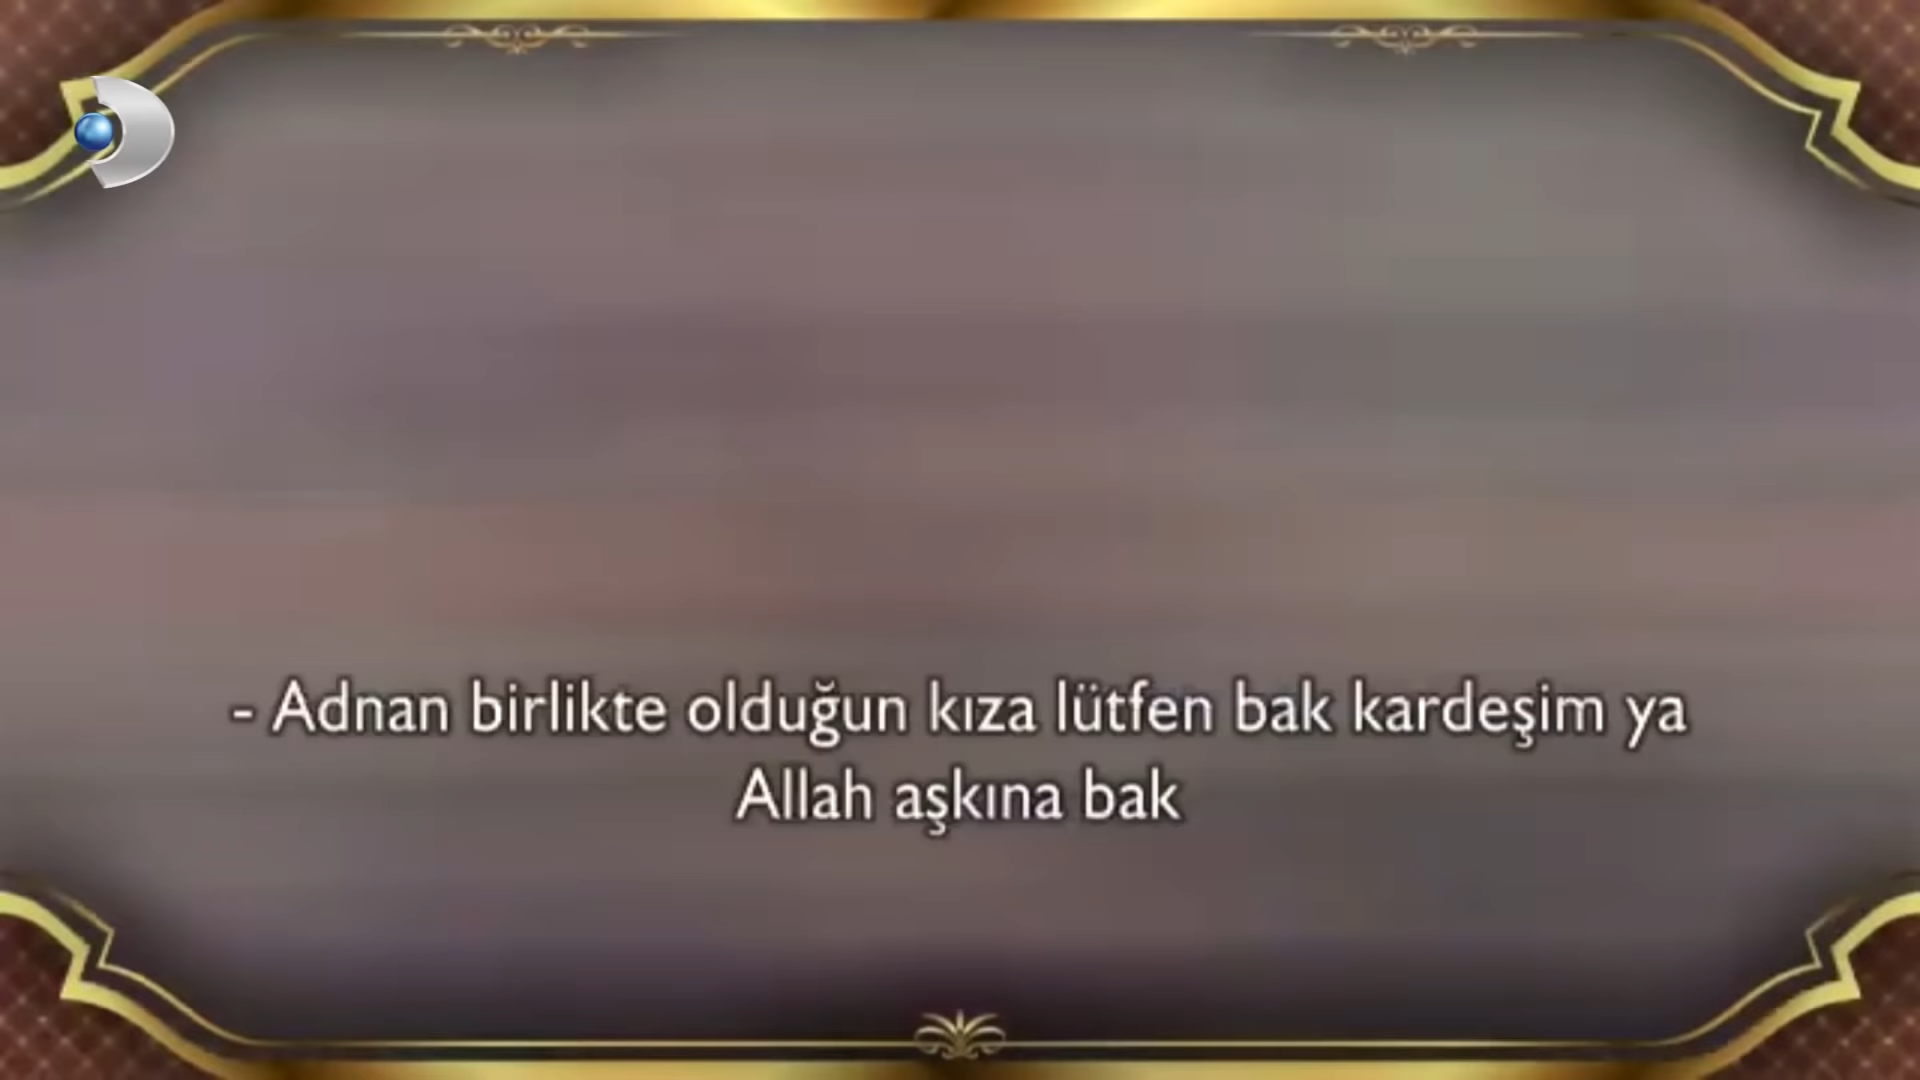 - Adnan birlikte olduğun kıza lütfen bak kardeşim ya
Allah aşkına bak